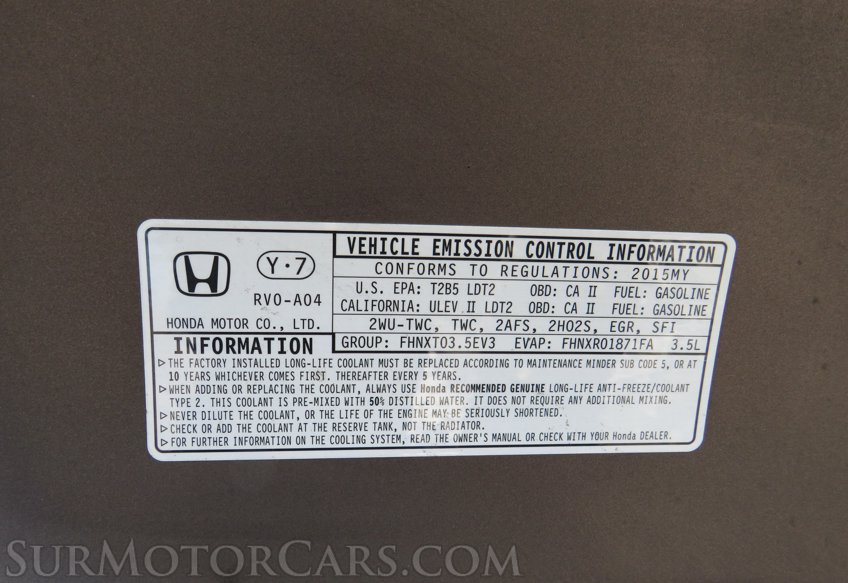 Y·7
RV0-A04
HONDA MOTOR CO., LTD.
VEHICLE EMISSION CONTROL INFORMATION
CONFORMS TO REGULATIONS: 2015MY
U.S. EPA: T2B5 LDT2 OBD: CA II FUEL: GASOLINE
CALIFORNIA: ULEV II LDT2 OBD: CA II FUEL: GASOLINE
2WU-TWC, TWC, 2AFS, 2HO2S, EGR, SFI
GROUP: FHNXT03.5EV3 EVAP: FHNXR01871FA 3.5L
INFORMATION
▷THE FACTORY INSTALLED LONG-LIFE COOLANT MUST BE REPLACED ACCORDING TO MAINTENANCE MINDER SUB CODE 5, OR AT
10 YEARS WHICHEVER COMES FIRST. THEREAFTER EVERY 5 YEARS.
▷WHEN ADDING OR REPLACING THE COOLANT, ALWAYS USE Honda RECOMMENDED GENUINE LONG-LIFE ANTI-FREEZE/COOLANT
TYPE 2. THIS COOLANT IS PRE-MIXED WITH 50% DISTILLED WATER. IT DOES NOT REQUIRE ANY ADDITIONAL MIXING.
▷NEVER DILUTE THE COOLANT, OR THE LIFE OF THE ENGINE MAY BE SERIOUSLY SHORTENED.
▷CHECK OR ADD THE COOLANT AT THE RESERVE TANK, NOT THE RADIATOR.
▷FOR FURTHER INFORMATION ON THE COOLING SYSTEM, READ THE OWNER'S MANUAL OR CHECK WITH YOUR Honda DEALER.
SURMOTORCARS.COM